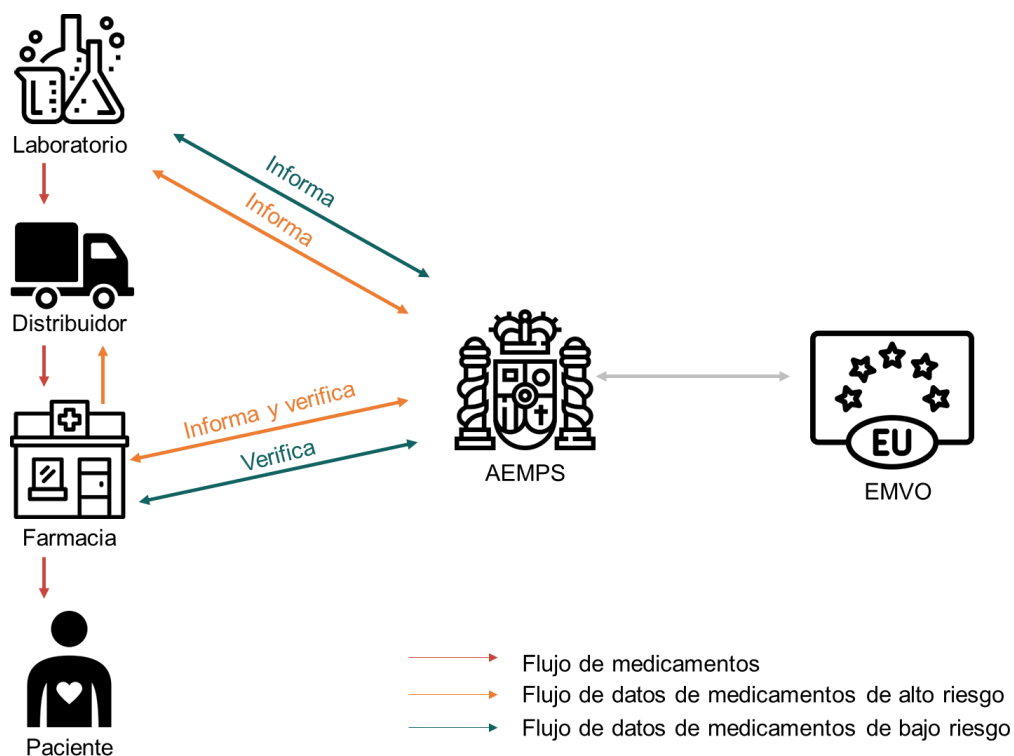 Laboratorio
Informa
Informa
Distribuidor
Informa y verifica
Verifica
AEMPS
EU
EMVO
Farmacia
Paciente
Flujo de medicamentos
Flujo de datos de medicamentos de alto riesgo
Flujo de datos de medicamentos de bajo riesgo